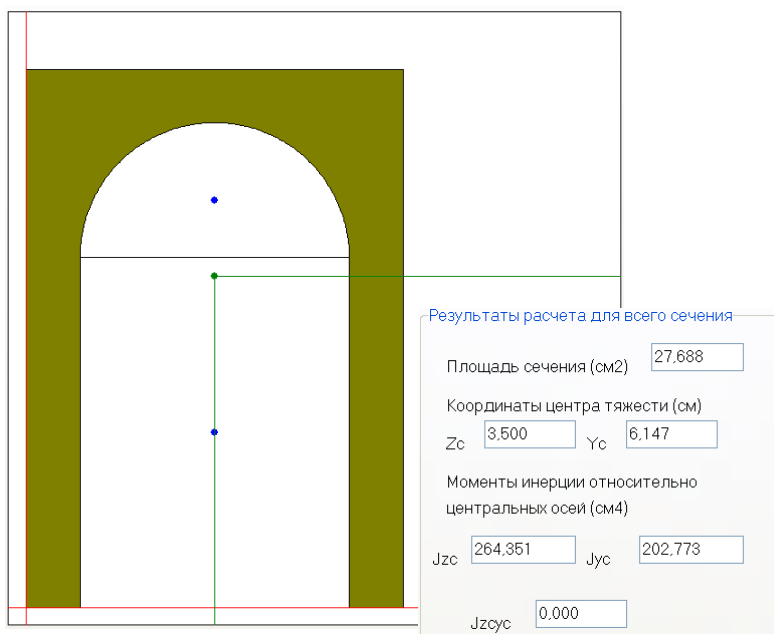 Результаты расчета для всего сечения
Площадь сечения (см2) 27,688
Координаты центра тяжести (см)
Zc 3,500 Yc 6,147
Моменты инерции относительно
центральных осей (см4)
Jzc 264,351 Jyc 202,773
Jzcyc 0,000